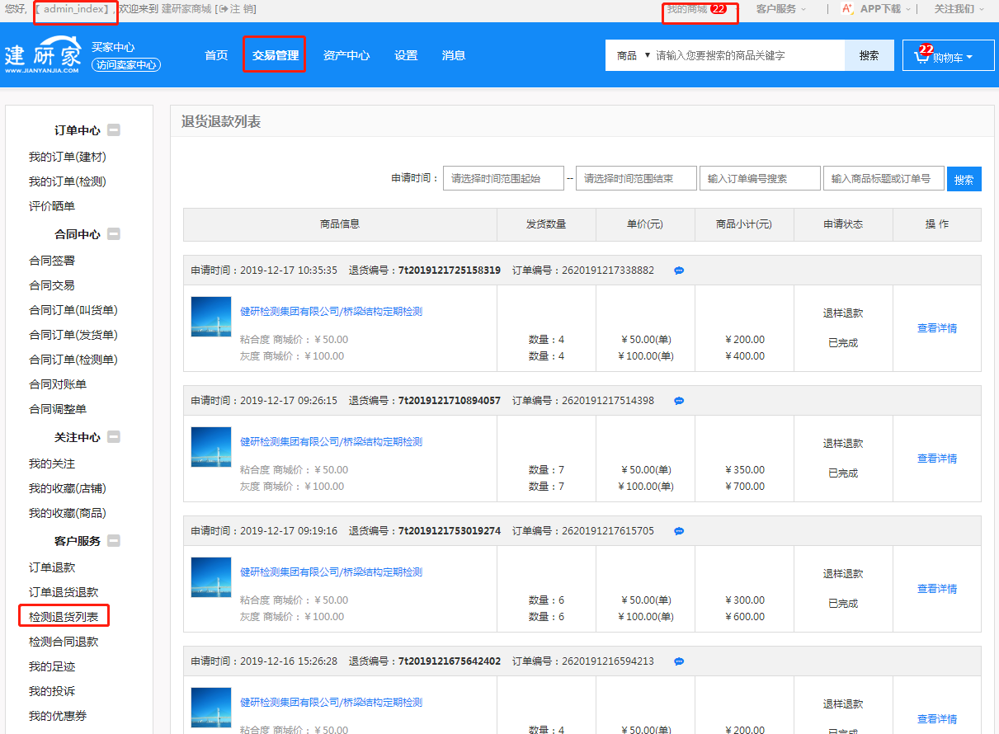 您好, 【 admin_index】, 欢迎来到 建研家商城 [注 销]
我的商城 22 客户服务 | APP下载 | 关注我们
建研家
WWW.JIANYANJIA.COM
买家中心
访问卖家中心
首页 交易管理 资产中心 设置 消息
商品 ▼ 请输入您要搜索的商品关键字 搜索
22 购物车
订单中心
我的订单(建材)
我的订单(检测)
评价晒单
合同中心
合同签署
合同交易
合同订单(叫货单)
合同订单(发货单)
合同订单(检测单)
合同对账单
合同调整单
关注中心
我的关注
我的收藏(店铺)
我的收藏(商品)
客户服务
订单退款
订单退货退款
检测退货列表
检测合同退款
我的足迹
我的投诉
我的优惠券
退货退款列表
申请时间： 请选择时间范围起始 -- 请选择时间范围结束 输入订单编号搜索 输入商品标题或订单号 搜索
商品信息 发货数量 单价(元) 商品小计(元) 申请状态 操 作
申请时间：2019-12-17 10:35:35 退货编号：7t2019121725158319 订单编号：2620191217338882
健研检测集团有限公司/桥梁结构定期检测
粘合度 商城价：￥50.00 数量：4 ￥50.00(单) ￥200.00
灰度 商城价：￥100.00 数量：4 ￥100.00(单) ￥400.00
退样退款
已完成
查看详情
申请时间：2019-12-17 09:26:15 退货编号：7t2019121710894057 订单编号：2620191217514398
健研检测集团有限公司/桥梁结构定期检测
粘合度 商城价：￥50.00 数量：7 ￥50.00(单) ￥350.00
灰度 商城价：￥100.00 数量：7 ￥100.00(单) ￥700.00
退样退款
已完成
查看详情
申请时间：2019-12-17 09:19:16 退货编号：7t2019121753019274 订单编号：2620191217615705
健研检测集团有限公司/桥梁结构定期检测
粘合度 商城价：￥50.00 数量：6 ￥50.00(单) ￥300.00
灰度 商城价：￥100.00 数量：6 ￥100.00(单) ￥600.00
退样退款
已完成
查看详情
申请时间：2019-12-16 15:26:28 退货编号：7t2019121675642402 订单编号：2620191216594213
健研检测集团有限公司/桥梁结构定期检测
粘合度 商城价：￥50.00 数量：4 ￥50.00(单) ￥200.00
退样退款
已完成
查看详情